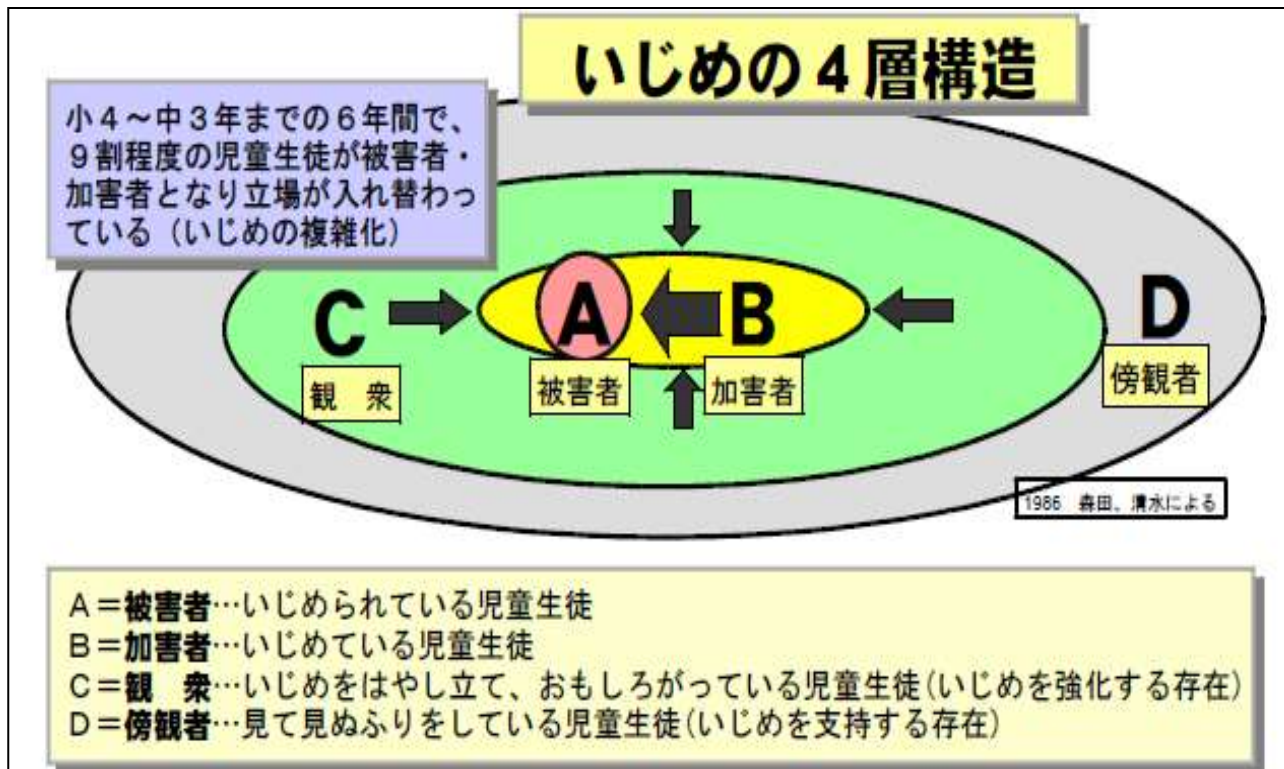 いじめの４層構造
小４～中３年までの６年間で、
９割程度の児童生徒が被害者・
加害者となり立場が入れ替わっ
ている（いじめの複雑化）
C
A
B
D
観　衆
被害者
加害者
傍観者
1986　森田、清水による
Ａ＝被害者…いじめられている児童生徒
Ｂ＝加害者…いじめている児童生徒
Ｃ＝観　衆…いじめをはやし立て、おもしろがっている児童生徒(いじめを強化する存在)
Ｄ＝傍観者…見て見ぬふりをしている児童生徒(いじめを支持する存在)